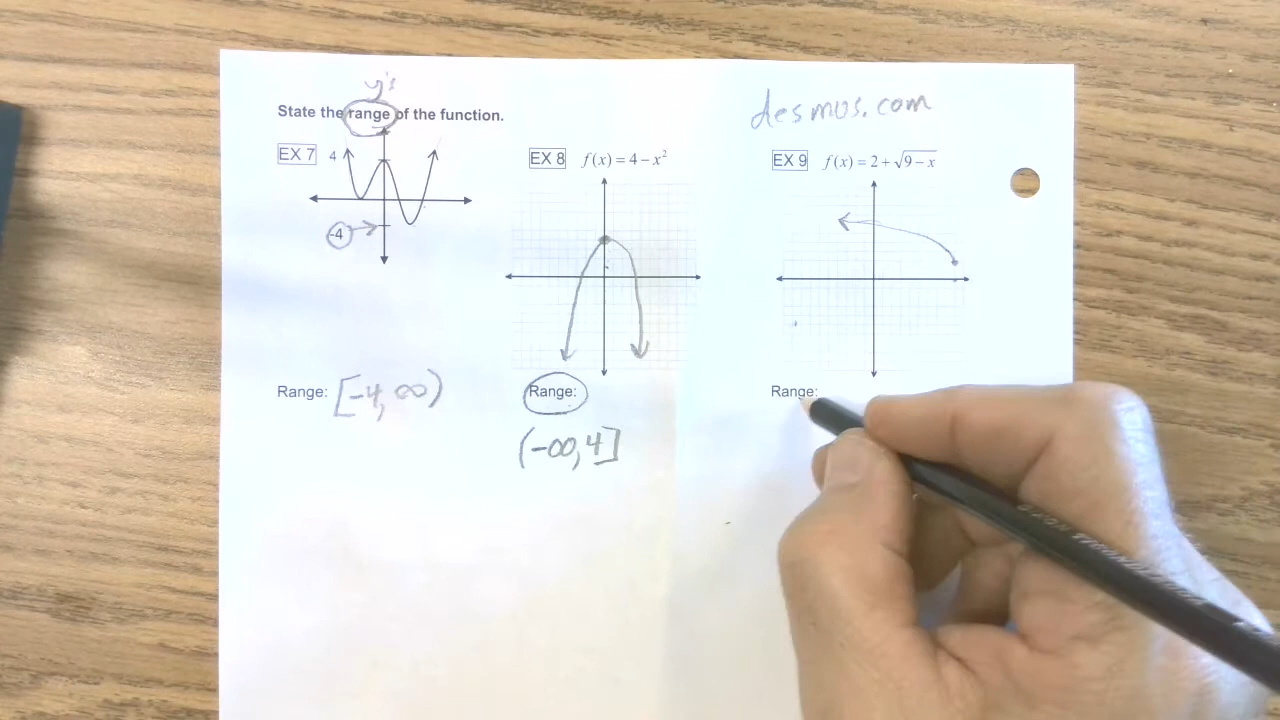 y's
desmos.com
State the range of the function.
EX 7
4
-4
EX 8 f(x) = 4 – x²
EX 9 f(x) = 2 + √9 – x
Range: [-4, ∞)
Range:
(-∞, 4]
Range: